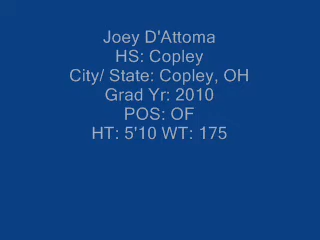 Joey D'Attoma
HS: Copley
City/ State: Copley, OH
Grad Yr: 2010
POS: OF
HT: 5'10 WT: 175